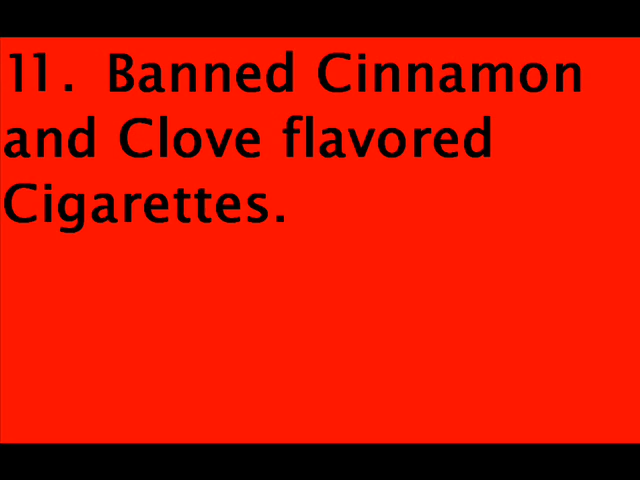 11. Banned Cinnamon
and Clove flavored
Cigarettes.